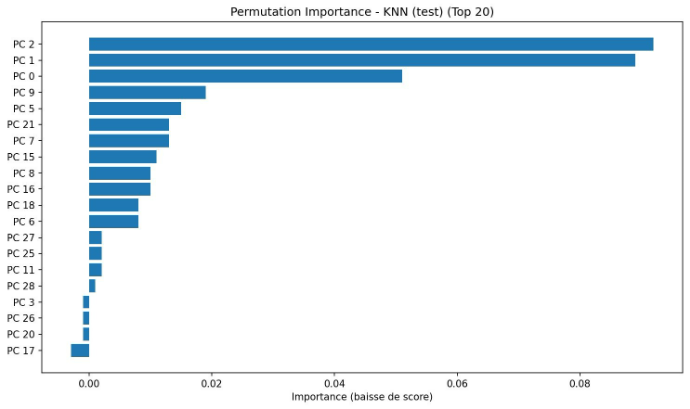 Permutation Importance - KNN (test) (Top 20)
PC 2
PC 1
PC 0
PC 9
PC 5
PC 21
PC 7
PC 15
PC 8
PC 16
PC 18
PC 6
PC 27
PC 25
PC 11
PC 28
PC 3
PC 26
PC 20
PC 17
0.00 0.02 0.04 0.06 0.08
Importance (baisse de score)